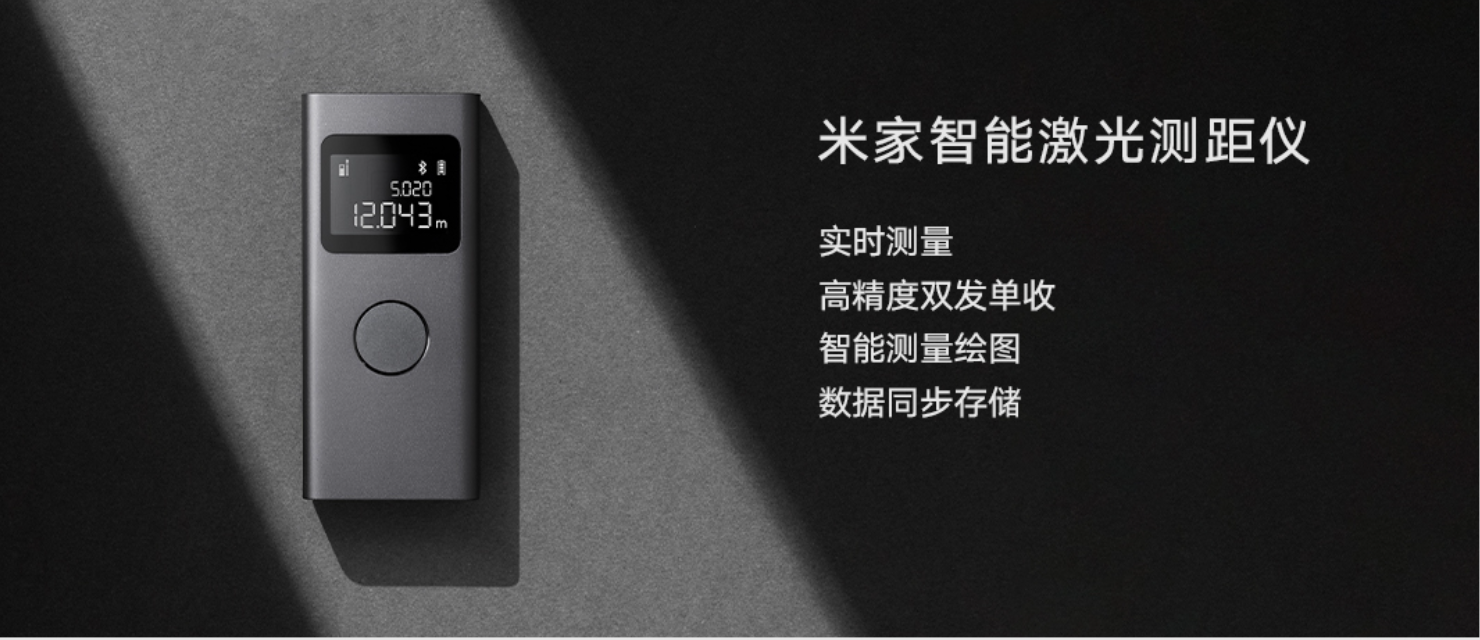 5.020
12.043m
米家智能激光测距仪
实时测量
高精度双发单收
智能测量绘图
数据同步存储